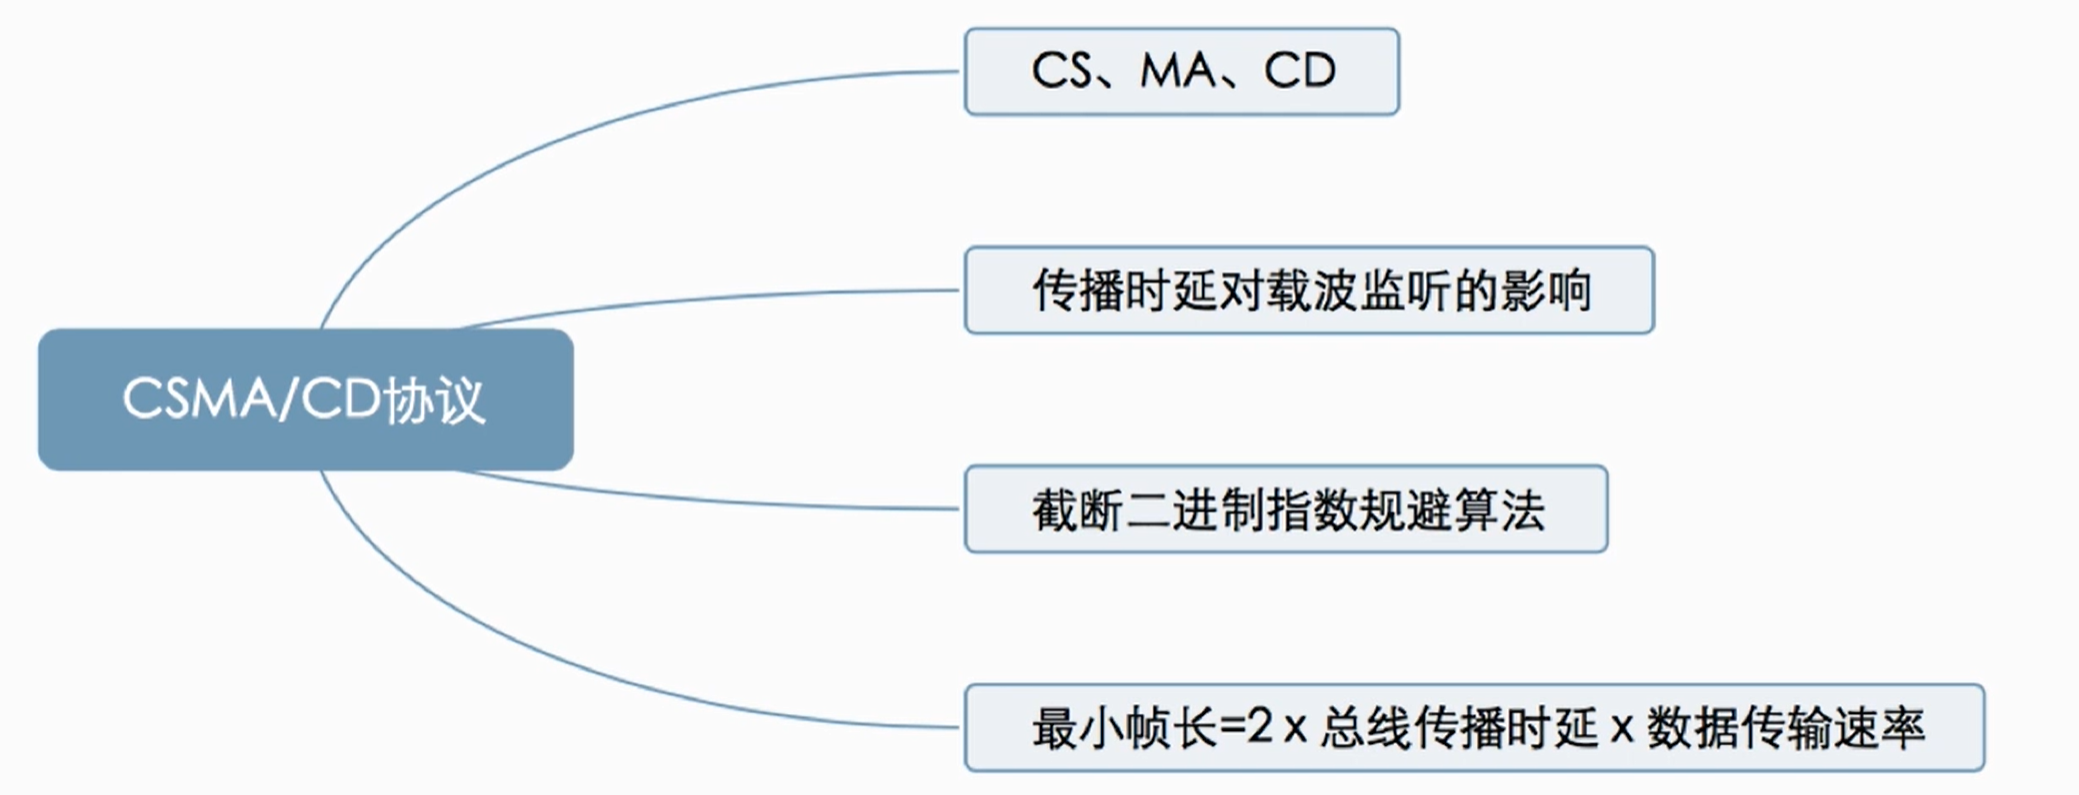 CS、MA、CD
传播时延对载波监听的影响
CSMA/CD协议
截断二进制指数规避算法
最小帧长=2 x 总线传播时延 x 数据传输速率